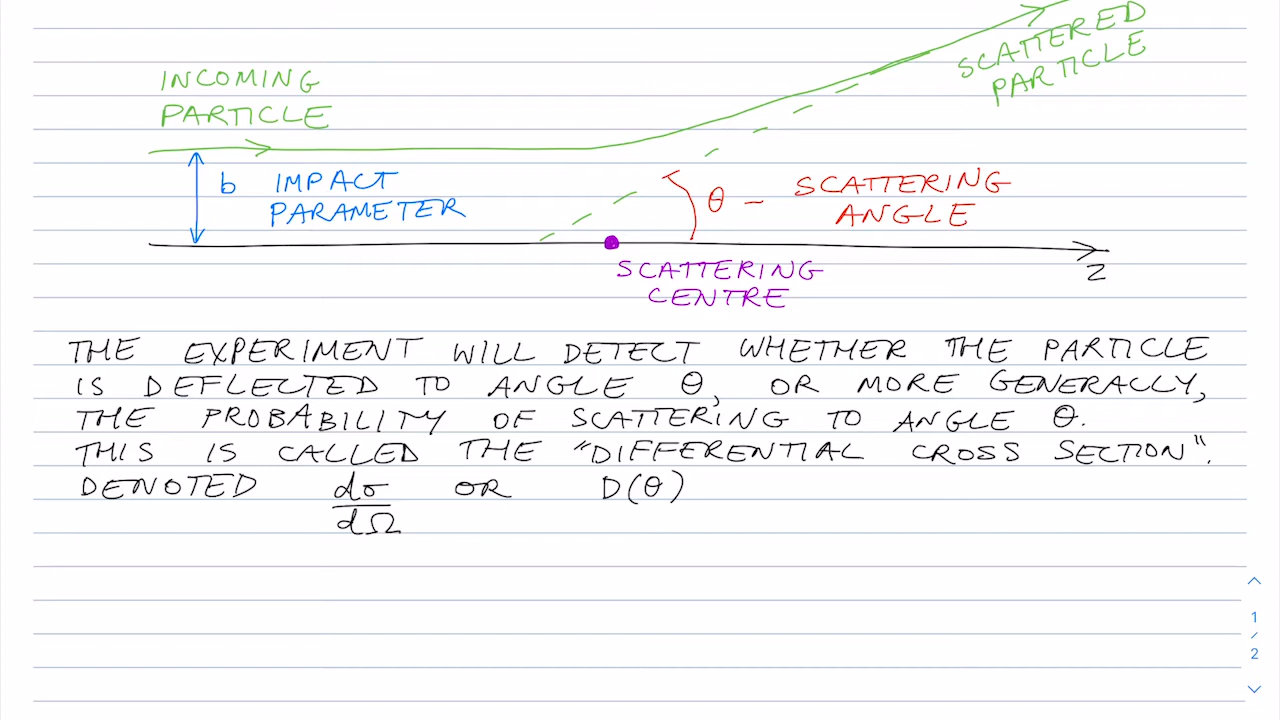 INCOMING
PARTICLE
SCATTERED
PARTICLE
b IMPACT
PARAMETER
θ - SCATTERING
ANGLE
SCATTERING
CENTRE
z
THE EXPERIMENT WILL DETECT WHETHER THE PARTICLE
IS DEFLECTED TO ANGLE θ, OR MORE GENERALLY,
THE PROBABILITY OF SCATTERING TO ANGLE θ.
THIS IS CALLED THE "DIFFERENTIAL CROSS SECTION".
DENOTED dσ/dΩ OR D(θ)
1
/
2